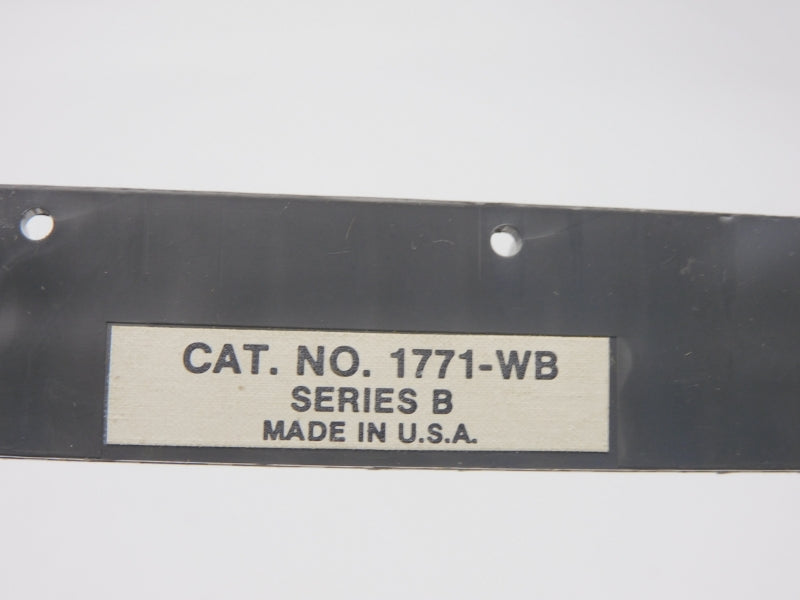 CAT. NO. 1771-WB
SERIES B
MADE IN U.S.A.